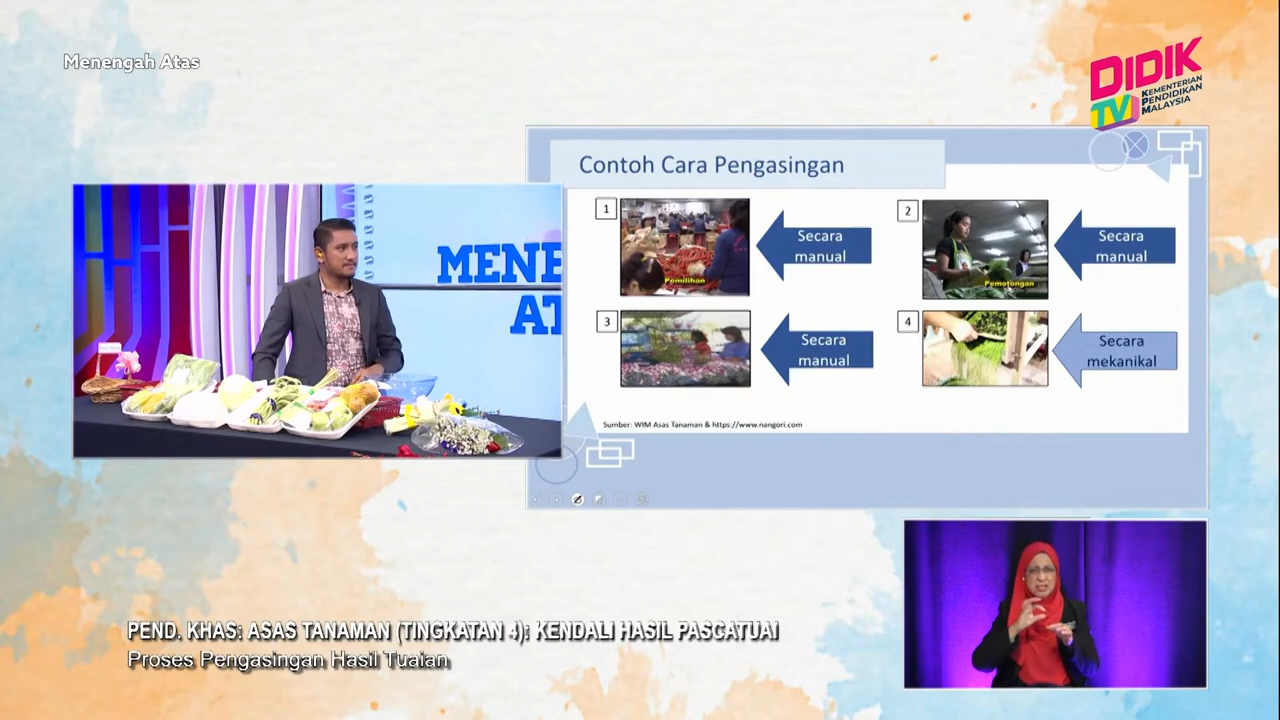 Menengah Atas
DIDIK
TV
KEMENTERIAN
PENDIDIKAN
MALAYSIA
Contoh Cara Pengasingan
1
Pemilihan
Secara
manual
2
Pemotongan
Secara
manual
3
Secara
manual
4
Secara
mekanikal
Sumber: WIM Asas Tanaman & https://www.nangori.com
MENE
AT
PEND. KHAS: ASAS TANAMAN (TINGKATAN 4): KENDALI HASIL PASCATUAI
Proses Pengasingan Hasil Tuaian